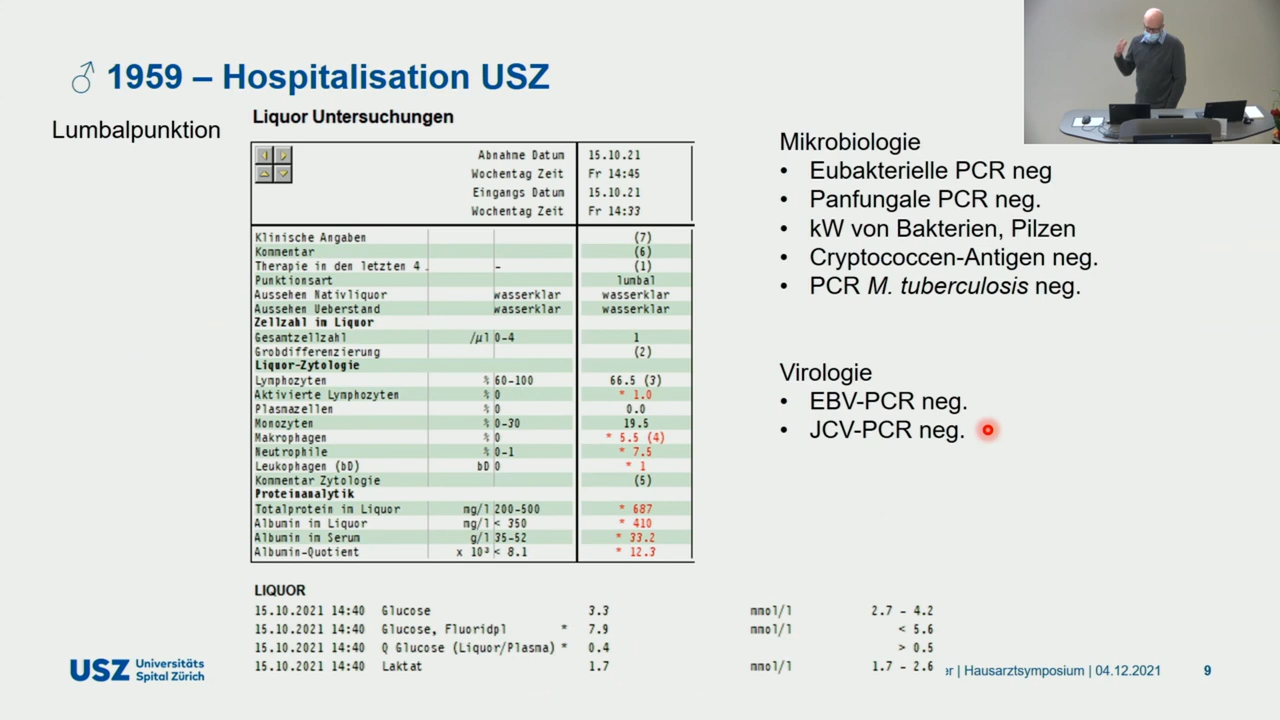 ♂ 1959 – Hospitalisation USZ
Lumbalpunktion
Liquor Untersuchungen
Abnahme Datum 15.10.21
Wochentag Zeit Fr 14:45
Eingangs Datum 15.10.21
Wochentag Zeit Fr 14:33
Klinische Angaben (7)
Kommentar (6)
Therapie in den letzten 4 . – (1)
Punktionsart lumbal
Aussehen Nativliquor wasserklar wasserklar
Aussehen Ueberstand wasserklar wasserklar
Zellzahl im Liquor
Gesamtzellzahl /µl 0-4 1
Grobdifferenzierung (2)
Liquor-Zytologie
Lymphozyten % 60-100 66.5 (3)
Aktivierte Lymphozyten % 0 * 1.0
Plasmazellen % 0 0.0
Monozyten % 0-30 19.5
Makrophagen % 0 * 5.5 (4)
Neutrophile % 0-1 * 7.5
Leukophagen (bD) bD 0 * 1
Kommentar Zytologie (5)
Proteinanalytik
Totalprotein im Liquor mg/l 200-500 * 687
Albumin im Liquor mg/l < 350 * 410
Albumin im Serum g/l 35-52 * 33.2
Albumin-Quotient x 10³ < 8.1 * 12.3
LIQUOR
15.10.2021 14:40 Glucose 3.3 mmol/l 2.7 - 4.2
15.10.2021 14:40 Glucose, Fluoridpl * 7.9 mmol/l < 5.6
15.10.2021 14:40 Q Glucose (Liquor/Plasma) * 0.4 > 0.5
15.10.2021 14:40 Laktat 1.7 mmol/l 1.7 - 2.6
Mikrobiologie
• Eubakterielle PCR neg
• Panfungale PCR neg.
• kW von Bakterien, Pilzen
• Cryptococcen-Antigen neg.
• PCR M. tuberculosis neg.
Virologie
• EBV-PCR neg.
• JCV-PCR neg.
USZ Universitäts
Spital Zürich
er | Hausarztsymposium | 04.12.2021 9